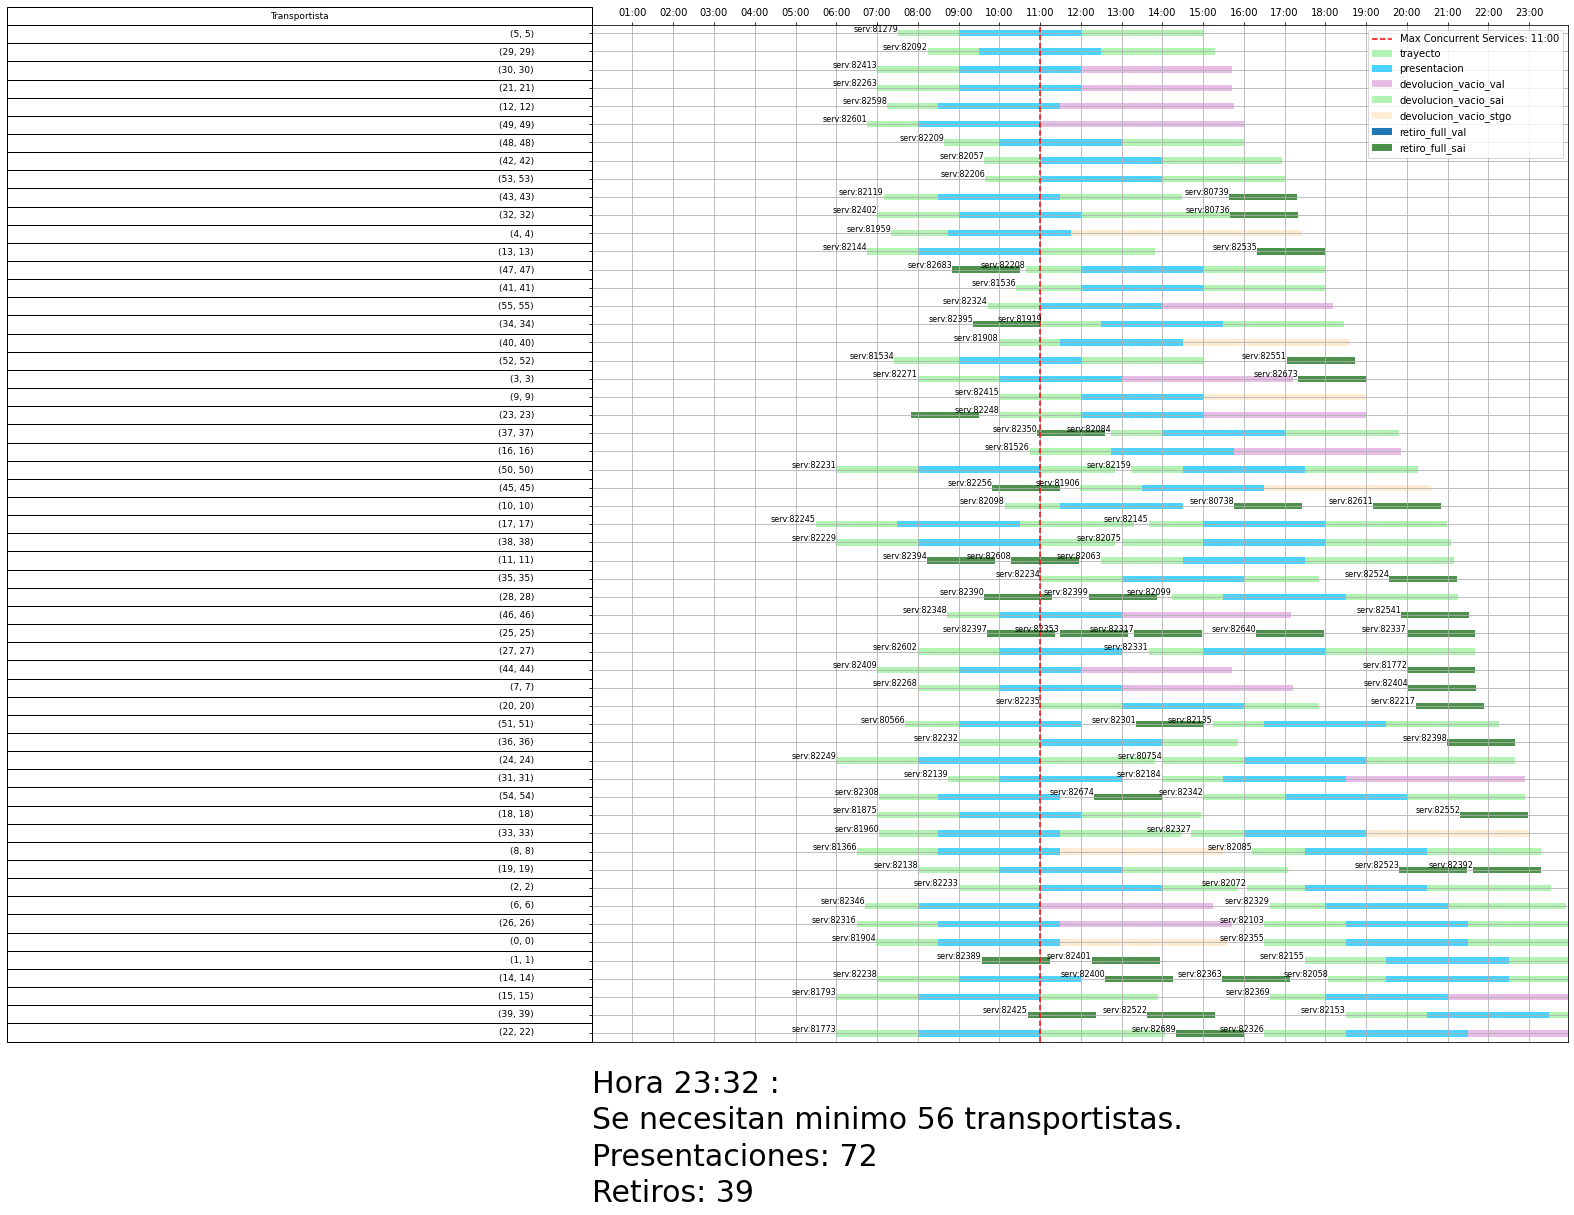 Transportista
01:00 02:00 03:00 04:00 05:00 06:00 07:00 08:00 09:00 10:00 11:00 12:00 13:00 14:00 15:00 16:00 17:00 18:00 19:00 20:00 21:00 22:00 23:00
Max Concurrent Services: 11:00
trayecto
presentacion
devolucion_vacio_val
devolucion_vacio_sai
devolucion_vacio_stgo
retiro_full_val
retiro_full_sai
(5, 5) serv:81279
(29, 29) serv:82092
(30, 30) serv:82413
(21, 21) serv:82263
(12, 12) serv:82598
(49, 49) serv:82601
(48, 48) serv:82209
(42, 42) serv:82057
(53, 53) serv:82206
(43, 43) serv:82119 serv:80739
(32, 32) serv:82402 serv:80736
(4, 4) serv:81959
(13, 13) serv:82144 serv:82535
(47, 47) serv:82683 serv:82208
(41, 41) serv:81536
(55, 55) serv:82324
(34, 34) serv:82395 serv:81919
(40, 40) serv:81908
(52, 52) serv:81534 serv:82551
(3, 3) serv:82271 serv:82673
(9, 9) serv:82415
(23, 23) serv:82248
(37, 37) serv:82350 serv:82084
(16, 16) serv:81526
(50, 50) serv:82231 serv:82159
(45, 45) serv:82256 serv:81906
(10, 10) serv:82098 serv:80738 serv:82611
(17, 17) serv:82245 serv:82145
(38, 38) serv:82229 serv:82075
(11, 11) serv:82394 serv:82608 serv:82063
(35, 35) serv:82234 serv:82524
(28, 28) serv:82390 serv:82399 serv:82099
(46, 46) serv:82348 serv:82541
(25, 25) serv:82397 serv:82353 serv:82317 serv:82640 serv:82337
(27, 27) serv:82602 serv:82331
(44, 44) serv:82409 serv:81772
(7, 7) serv:82268 serv:82404
(20, 20) serv:82235 serv:82217
(51, 51) serv:80566 serv:82301 serv:82135
(36, 36) serv:82232 serv:82398
(24, 24) serv:82249 serv:80754
(31, 31) serv:82139 serv:82184
(54, 54) serv:82308 serv:82674 serv:82342
(18, 18) serv:81875 serv:82552
(33, 33) serv:81960 serv:82327
(8, 8) serv:81366 serv:82085
(19, 19) serv:82138 serv:82523 serv:82392
(2, 2) serv:82233 serv:82072
(6, 6) serv:82346 serv:82329
(26, 26) serv:82316 serv:82103
(0, 0) serv:81904 serv:82355
(1, 1) serv:82389 serv:82401 serv:82155
(14, 14) serv:82238 serv:82400 serv:82363 serv:82058
(15, 15) serv:81793 serv:82369
(39, 39) serv:82425 serv:82522 serv:82153
(22, 22) serv:81773 serv:82689 serv:82326
Hora 23:32 :
Se necesitan minimo 56 transportistas.
Presentaciones: 72
Retiros: 39